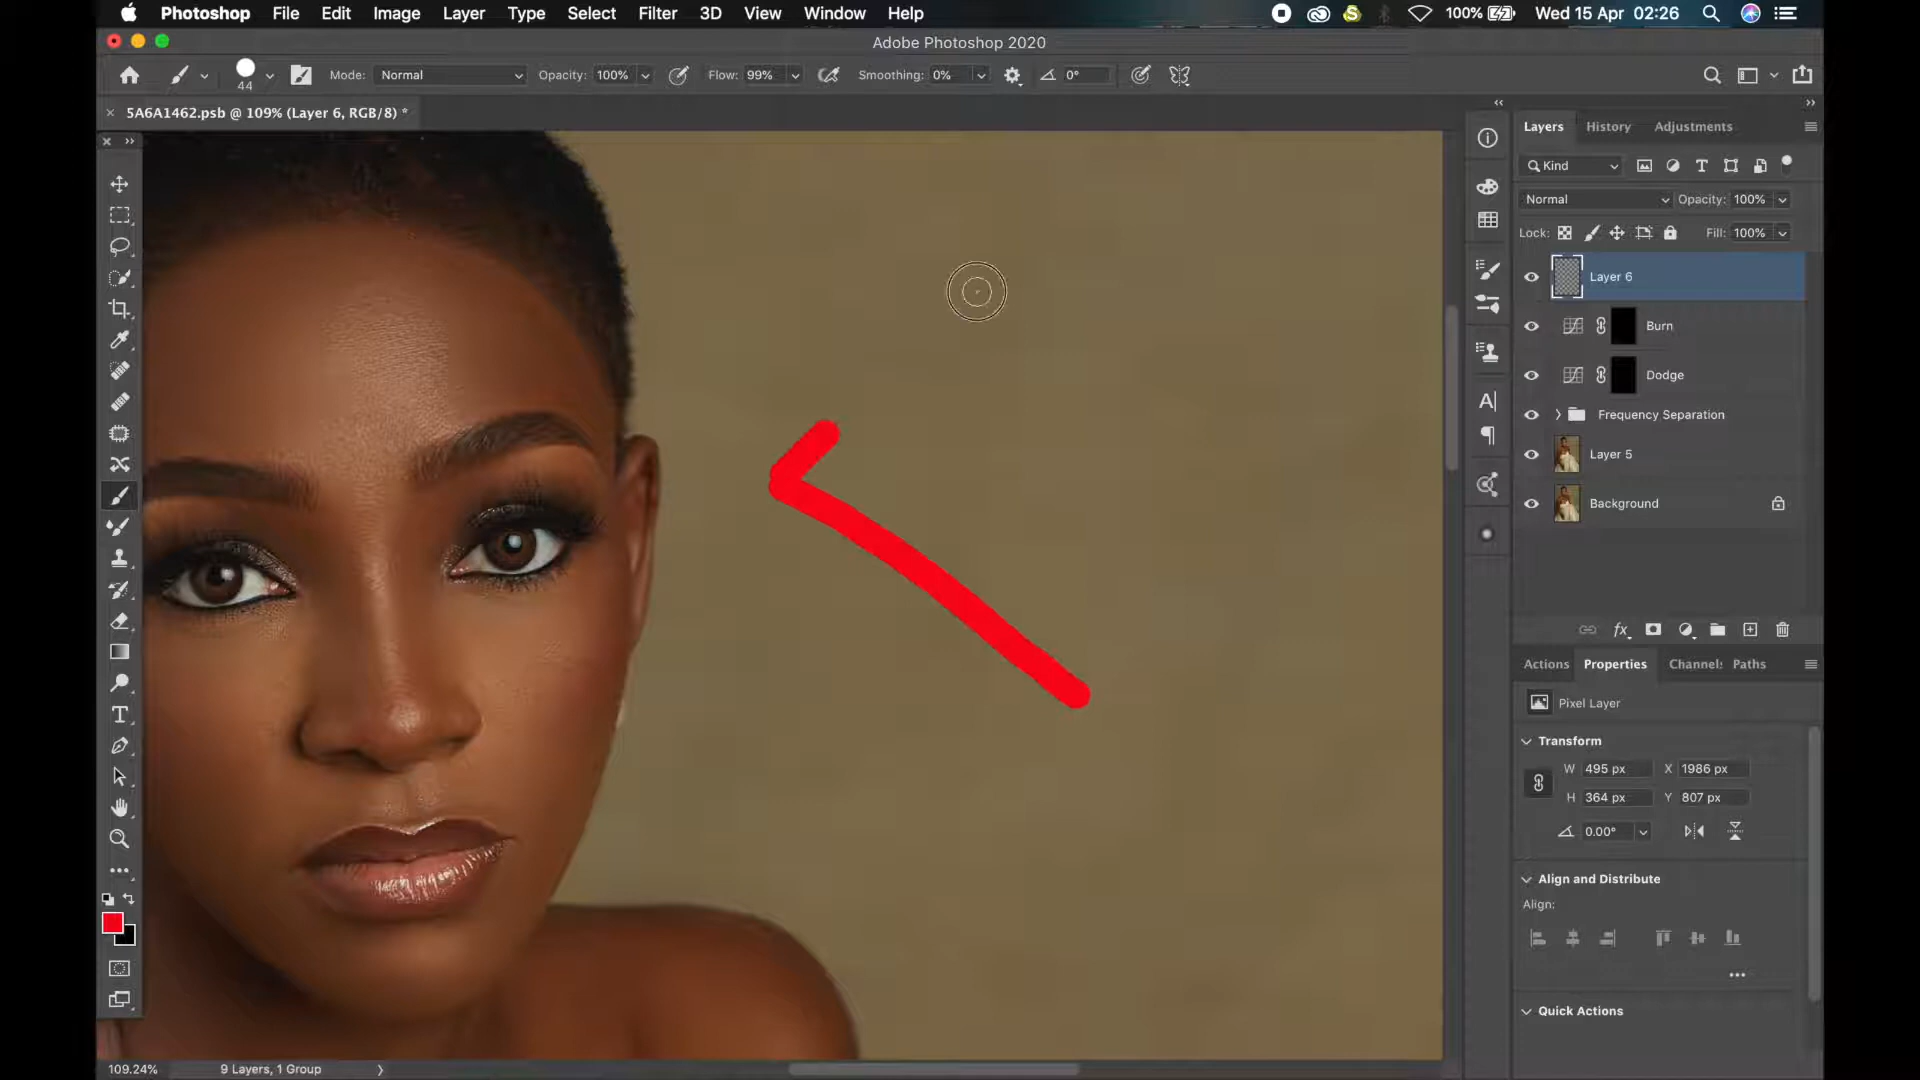 Photoshop File Edit Image Layer Type Select Filter 3D View Window Help 100% Wed 15 Apr 02:26
Adobe Photoshop 2020
44 Mode: Normal Opacity: 100% Flow: 99% Smoothing: 0% 0°
5A6A1462.psb @ 109% (Layer 6, RGB/8) *
Layers History Adjustments
Kind
Normal Opacity: 100%
Lock: Fill: 100%
Layer 6
Burn
Dodge
Frequency Separation
Layer 5
Background
Actions Properties Channel: Paths
Pixel Layer
Transform
W 495 px X 1986 px
H 364 px Y 807 px
0.00°
Align and Distribute
Align:
Quick Actions
109.24% 9 Layers, 1 Group